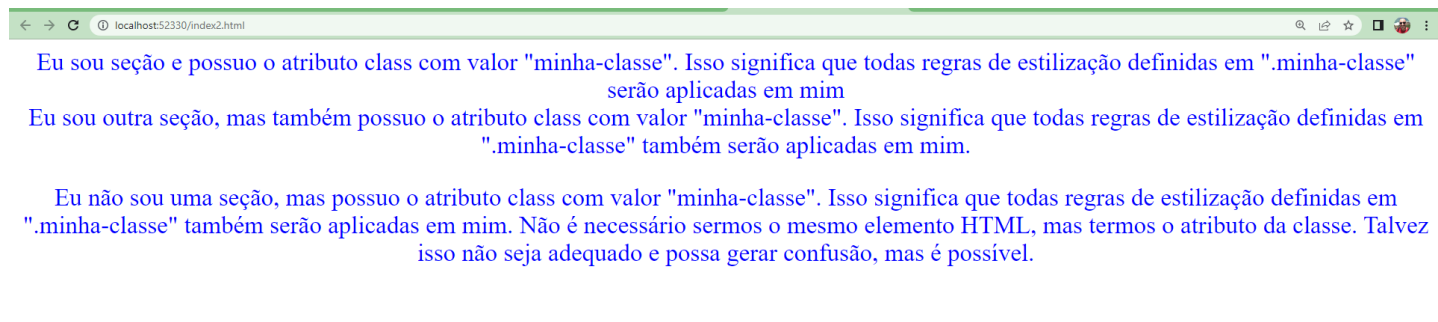 localhost:52330/index2.html
Eu sou seção e possuo o atributo class com valor "minha-classe". Isso significa que todas regras de estilização definidas em ".minha-classe"
serão aplicadas em mim
Eu sou outra seção, mas também possuo o atributo class com valor "minha-classe". Isso significa que todas regras de estilização definidas em
".minha-classe" também serão aplicadas em mim.
Eu não sou uma seção, mas possuo o atributo class com valor "minha-classe". Isso significa que todas regras de estilização definidas em
".minha-classe" também serão aplicadas em mim. Não é necessário sermos o mesmo elemento HTML, mas termos o atributo da classe. Talvez
isso não seja adequado e possa gerar confusão, mas é possível.